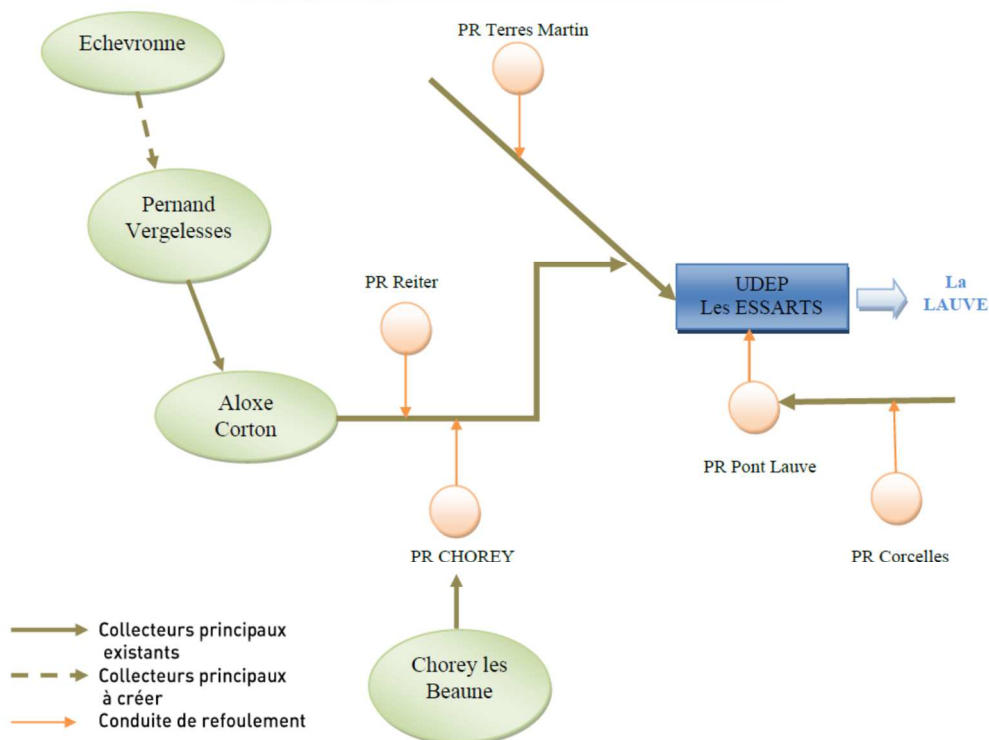 Echevronne
PR Terres Martin
Pernand
Vergelesses
PR Reiter
UDEP
Les ESSARTS
La
LAUVE
Aloxe
Corton
PR Pont Lauve
PR CHOREY
PR Corcelles
Chorey les
Beaune
Collecteurs principaux
existants
Collecteurs principaux
à créer
Conduite de refoulement